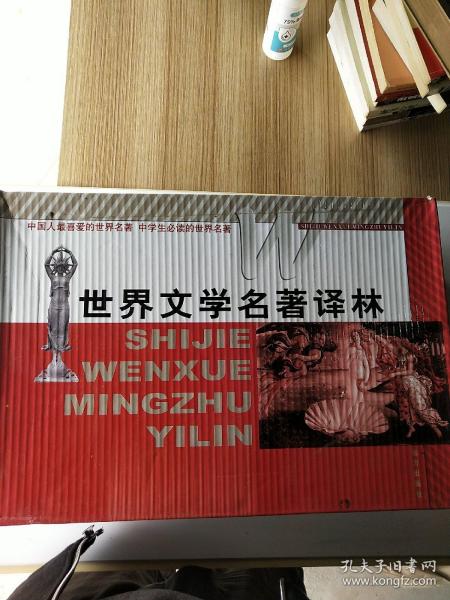 75%
中国人最喜爱的世界名著 中学生必读的世界名著
SHIJIEWENXUEMINGZHUYILIN
世界文学名著译林
SHIJIE
WENXUE
MINGZHU
YILIN
孔夫子旧书网
www.kongfz.com